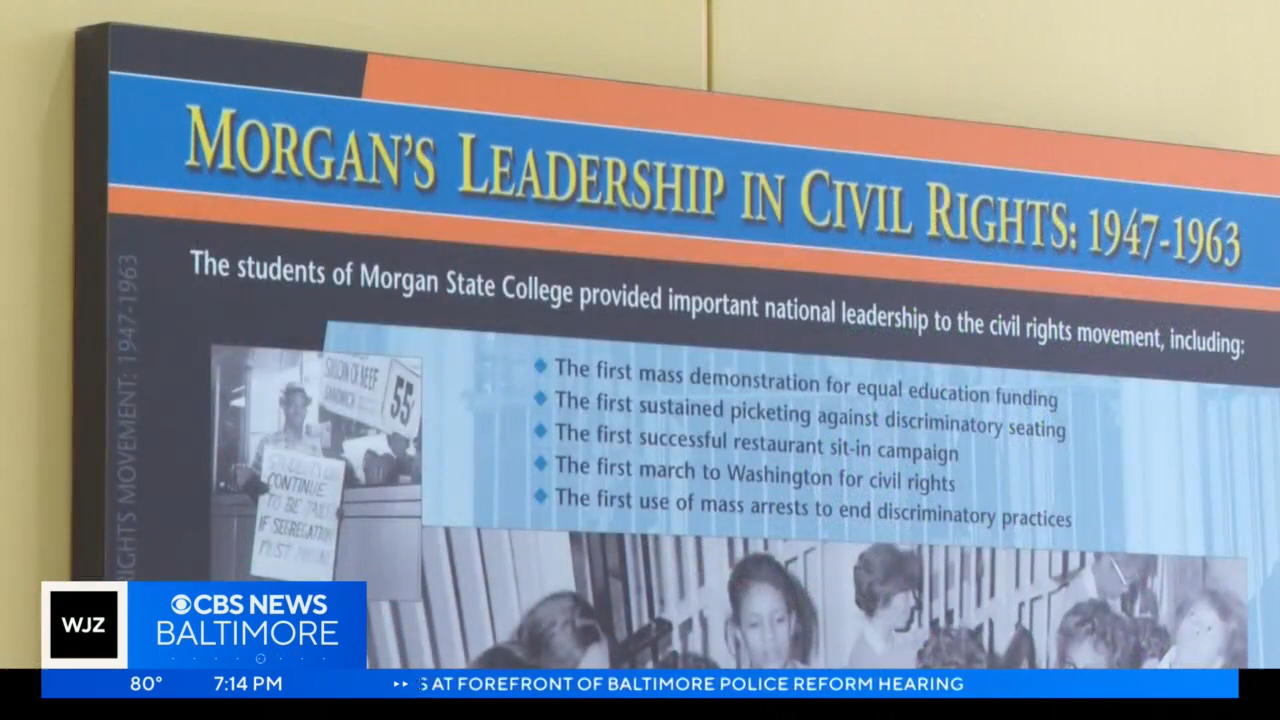 MORGAN'S LEADERSHIP IN CIVIL RIGHTS: 1947-1963
The students of Morgan State College provided important national leadership to the civil rights movement, including:
The first mass demonstration for equal education funding
The first sustained picketing against discriminatory seating
The first successful restaurant sit-in campaign
The first march to Washington for civil rights
The first use of mass arrests to end discriminatory practices
RIGHTS MOVEMENT: 1947-1963
SIRLOIN OF BEEF
SANDWICH
55
CONTINUE
TO BE
IF SEGREGATION
WJZ
CBS NEWS
BALTIMORE
80° 7:14 PM S AT FOREFRONT OF BALTIMORE POLICE REFORM HEARING